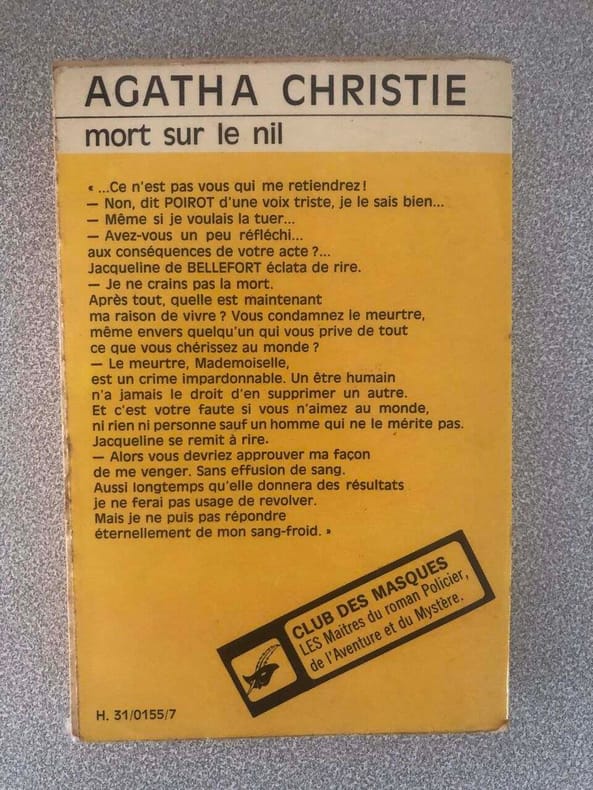 AGATHA CHRISTIE
mort sur le nil
« ...Ce n'est pas vous qui me retiendrez!
— Non, dit POIROT d'une voix triste, je le sais bien...
— Même si je voulais la tuer...
— Avez-vous un peu réfléchi...
aux conséquences de votre acte ?...
Jacqueline de BELLEFORT éclata de rire.
— Je ne crains pas la mort.
Après tout, quelle est maintenant
ma raison de vivre ? Vous condamnez le meurtre,
même envers quelqu'un qui vous prive de tout
ce que vous chérissez au monde ?
— Le meurtre, Mademoiselle,
est un crime impardonnable. Un être humain
n'a jamais le droit d'en supprimer un autre.
Et c'est votre faute si vous n'aimez au monde,
ni rien ni personne sauf un homme qui ne le mérite pas.
Jacqueline se remit à rire.
— Alors vous devriez approuver ma façon
de me venger. Sans effusion de sang.
Aussi longtemps qu'elle donnera des résultats
je ne ferai pas usage de revolver.
Mais je ne puis pas répondre
éternellement de mon sang-froid. »
CLUB DES MASQUES
LES Maîtres du roman Policier,
de l'Aventure et du Mystère.
H. 31/0155/7